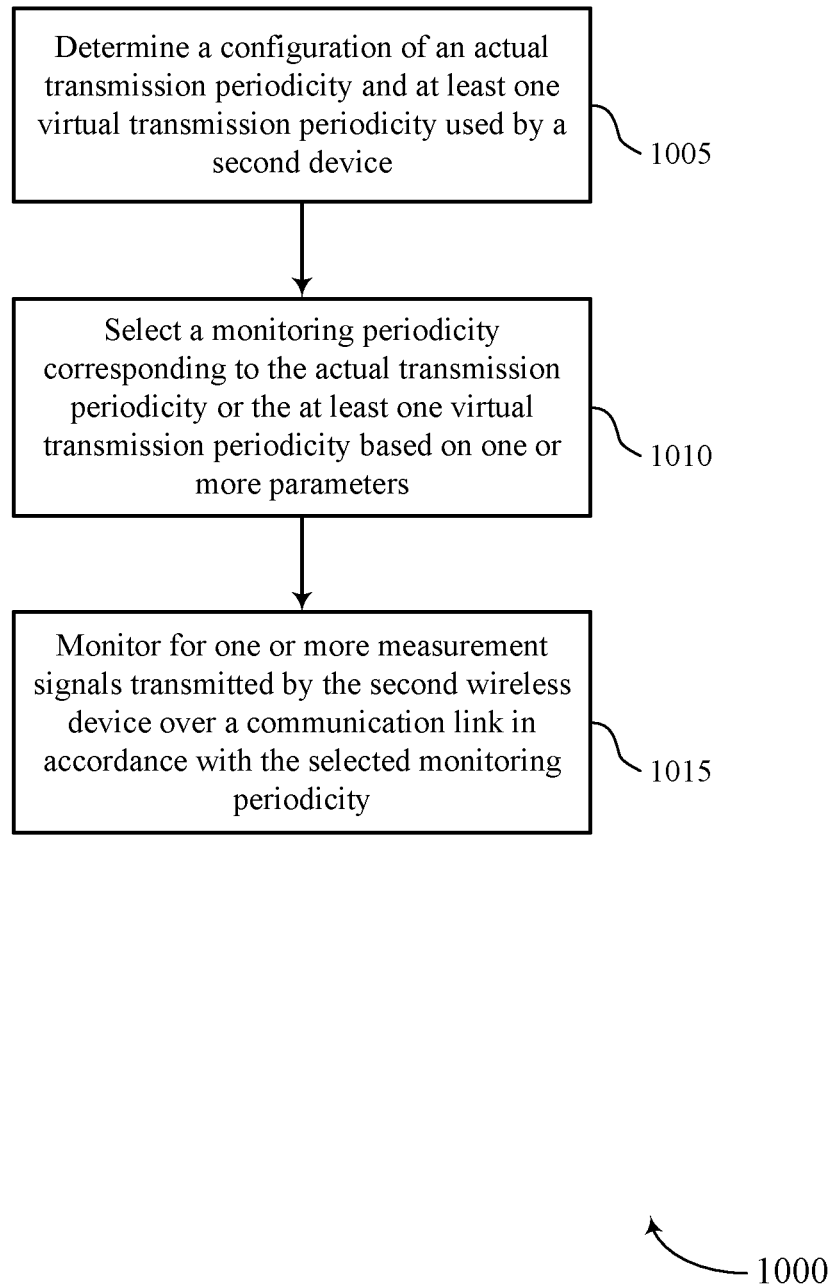 Determine a configuration of an actual
transmission periodicity and at least one
virtual transmission periodicity used by a
second device
1005
Select a monitoring periodicity
corresponding to the actual transmission
periodicity or the at least one virtual
transmission periodicity based on one or
more parameters
1010
Monitor for one or more measurement
signals transmitted by the second wireless
device over a communication link in
accordance with the selected monitoring
periodicity
1015
1000